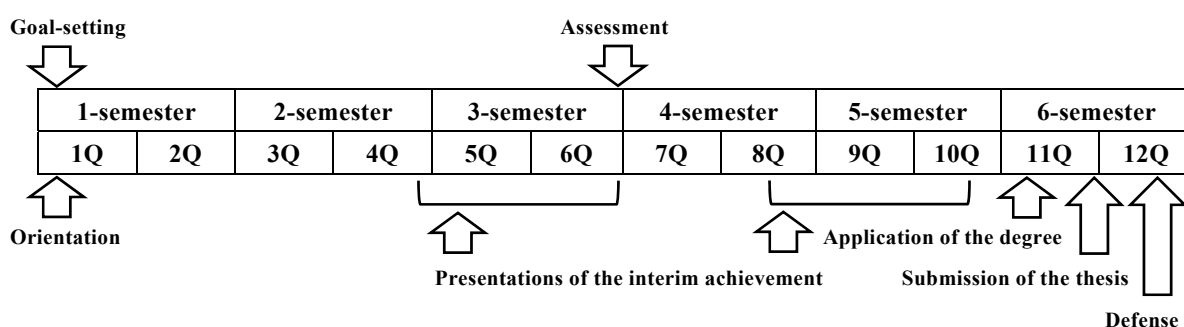 Goal-setting Assessment
1-semester 2-semester 3-semester 4-semester 5-semester 6-semester
1Q 2Q 3Q 4Q 5Q 6Q 7Q 8Q 9Q 10Q 11Q 12Q
Orientation Application of the degree
Presentations of the interim achievement Submission of the thesis
Defense